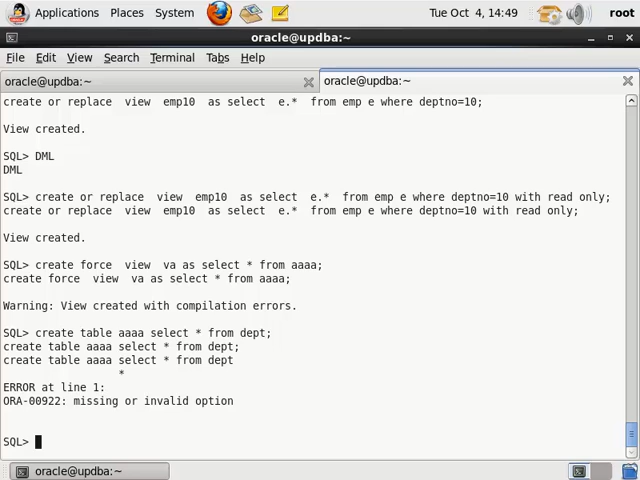 Applications Places System Tue Oct 4, 14:49 root
oracle@updba:~
File Edit View Search Terminal Tabs Help
oracle@updba:~ oracle@updba:~
create or replace  view  emp10  as select  e.*  from emp e where deptno=10;
View created.
SQL> DML
DML
SQL> create or replace  view  emp10  as select  e.*  from emp e where deptno=10 with read only;
create or replace  view  emp10  as select  e.*  from emp e where deptno=10 with read only;
View created.
SQL> create force  view  va as select * from aaaa;
create force  view  va as select * from aaaa;
Warning: View created with compilation errors.
SQL> create table aaaa select * from dept;
create table aaaa select * from dept;
create table aaaa select * from dept
*
ERROR at line 1:
ORA-00922: missing or invalid option
SQL>
oracle@updba:~